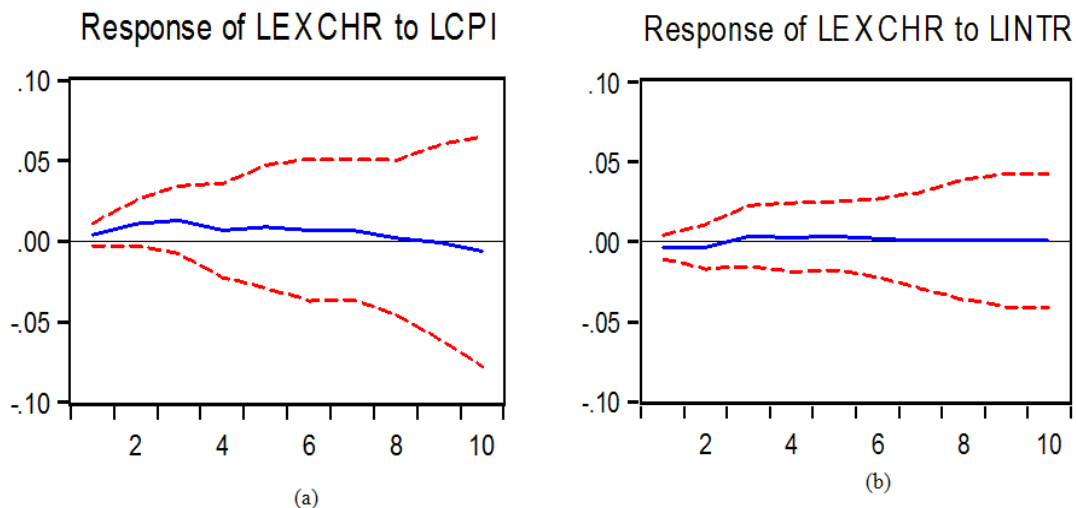 Response of LEXCHR to LCPI
.10
.05
.00
-.05
-.10
2 4 6 8 10
(a)
Response of LEXCHR to LINTR
.10
.05
.00
-.05
-.10
2 4 6 8 10
(b)